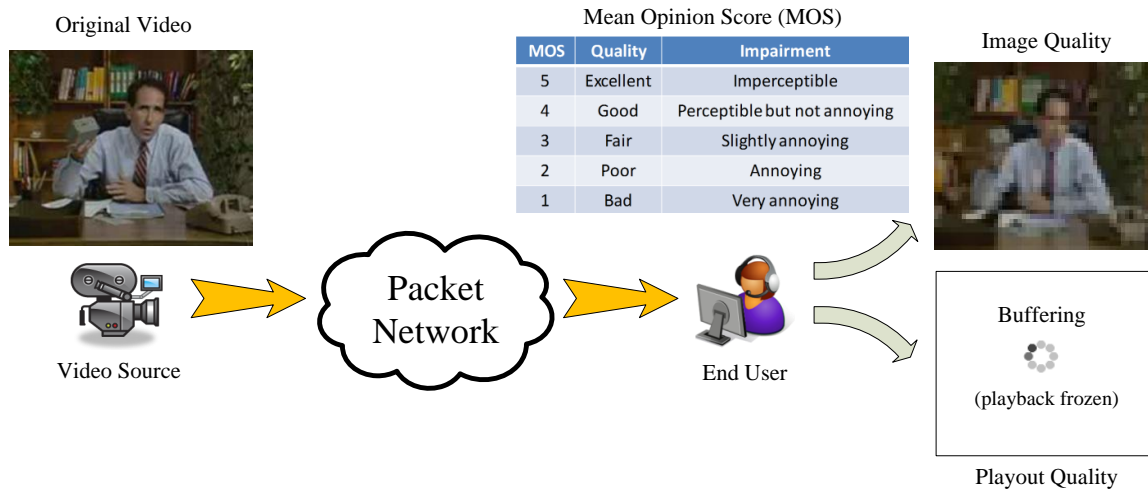 Original Video
Mean Opinion Score (MOS)
MOS Quality Impairment
5 Excellent Imperceptible
4 Good Perceptible but not annoying
3 Fair Slightly annoying
2 Poor Annoying
1 Bad Very annoying
Image Quality
Video Source
Packet
Network
End User
Buffering
(playback frozen)
Playout Quality